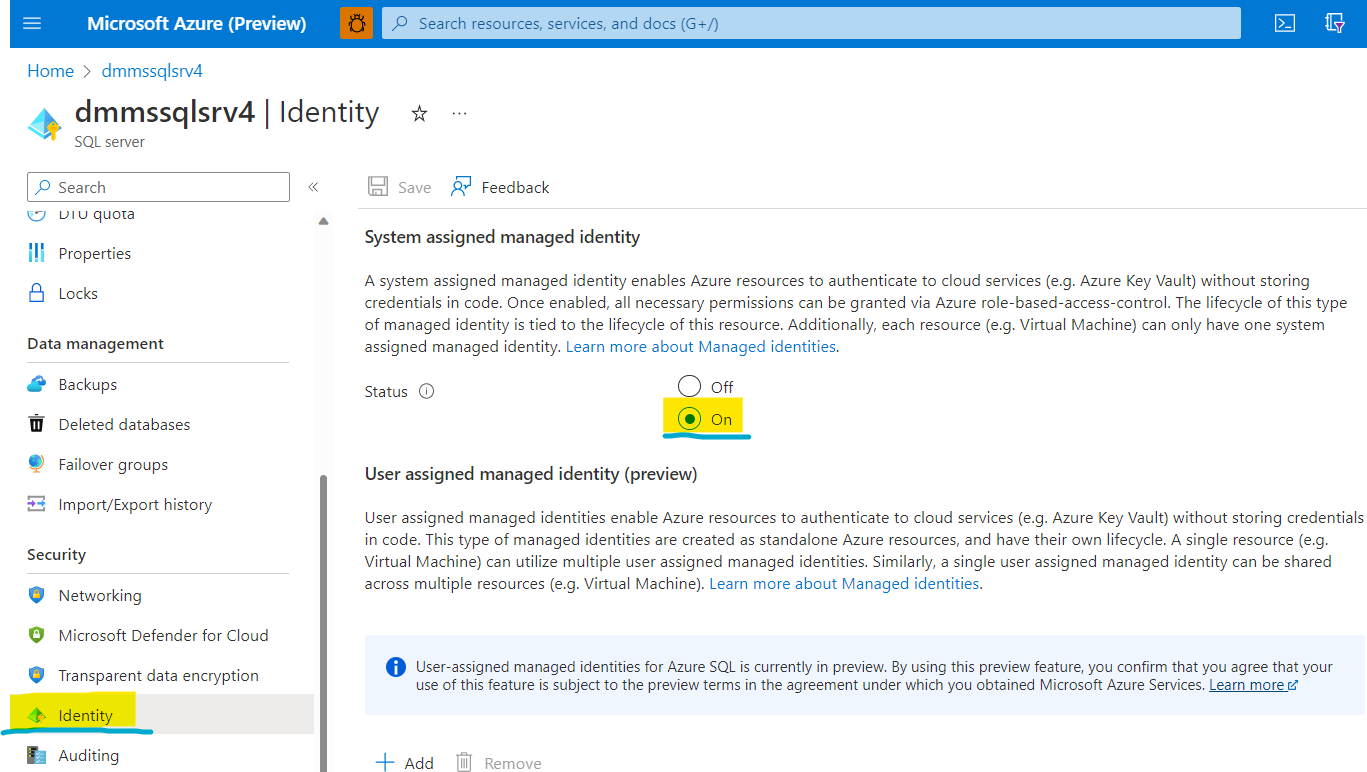 Microsoft Azure (Preview)
Search resources, services, and docs (G+/)
Home > dmmssqlsrv4
dmmssqlsrv4 | Identity
SQL server
Search
DTU quota
Properties
Locks
Data management
Backups
Deleted databases
Failover groups
Import/Export history
Security
Networking
Microsoft Defender for Cloud
Transparent data encryption
Identity
Auditing
Save
Feedback
System assigned managed identity
A system assigned managed identity enables Azure resources to authenticate to cloud services (e.g. Azure Key Vault) without storing
credentials in code. Once enabled, all necessary permissions can be granted via Azure role-based-access-control. The lifecycle of this type
of managed identity is tied to the lifecycle of this resource. Additionally, each resource (e.g. Virtual Machine) can only have one system
assigned managed identity. Learn more about Managed identities.
Status
Off
On
User assigned managed identity (preview)
User assigned managed identities enable Azure resources to authenticate to cloud services (e.g. Azure Key Vault) without storing credentials
in code. This type of managed identities are created as standalone Azure resources, and have their own lifecycle. A single resource (e.g.
Virtual Machine) can utilize multiple user assigned managed identities. Similarly, a single user assigned managed identity can be shared
across multiple resources (e.g. Virtual Machine). Learn more about Managed identities.
User-assigned managed identities for Azure SQL is currently in preview. By using this preview feature, you confirm that you agree that your
use of this feature is subject to the preview terms in the agreement under which you obtained Microsoft Azure Services. Learn more
Add
Remove